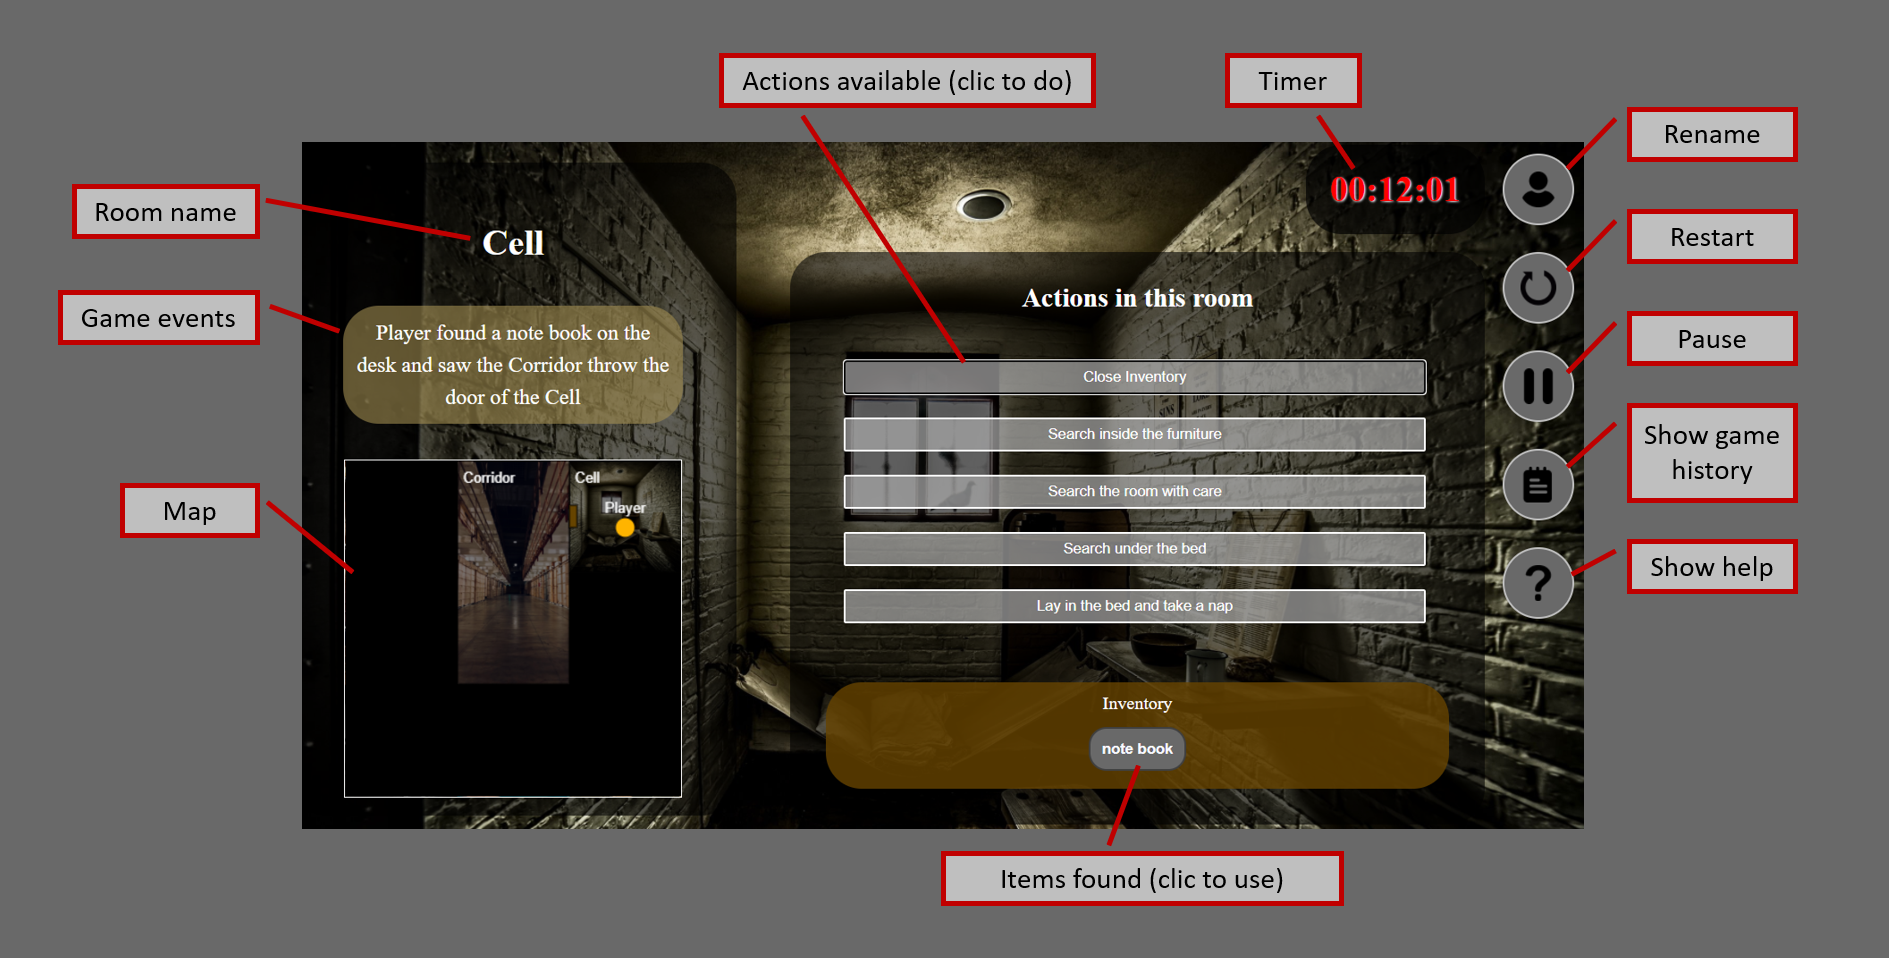 Actions available (clic to do)
Timer
Rename
Room name
Cell
00:12:01
Restart
Game events
Player found a note book on the
desk and saw the Corridor throw the
door of the Cell
Actions in this room
Pause
Close Inventory
Search inside the furniture
Search the room with care
Search under the bed
Lay in the bed and take a nap
Show game
history
Map
Corridor
Cell
Player
Show help
Inventory
note book
Items found (clic to use)